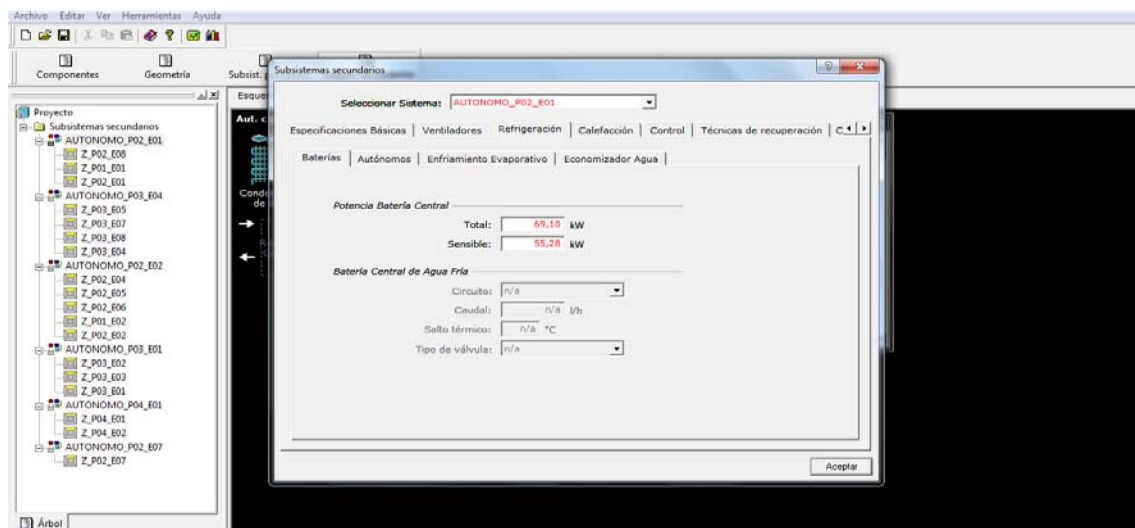 Archivo Editar Ver Herramientas Ayuda
Componentes Geometría Subsist.
Proyecto
Subsistemas secundarios
AUTONOMO_P02_E01
Z_P02_E08
Z_P01_E01
Z_P02_E01
AUTONOMO_P03_E04
Z_P03_E05
Z_P03_E07
Z_P03_E08
Z_P03_E04
AUTONOMO_P02_E02
Z_P02_E04
Z_P02_E05
Z_P02_E06
Z_P01_E02
Z_P02_E02
AUTONOMO_P03_E01
Z_P03_E02
Z_P03_E03
Z_P03_E01
AUTONOMO_P04_E01
Z_P04_E01
Z_P04_E02
AUTONOMO_P02_E07
Z_P02_E07
Árbol
Esque
Aut. c
Cond
de
Subsistemas secundarios
Seleccionar Sistema: AUTONOMO_P02_E01
Especificaciones Básicas Ventiladores Refrigeración Calefacción Control Técnicas de recuperación C
Baterías Autónomos Enfriamiento Evaporativo Economizador Agua
Potencia Batería Central
Total: 69,10 kW
Sensible: 55,28 kW
Batería Central de Agua Fría
Circuito: n/a
Caudal: n/a l/h
Salto térmico: n/a °C
Tipo de válvula: n/a
Aceptar